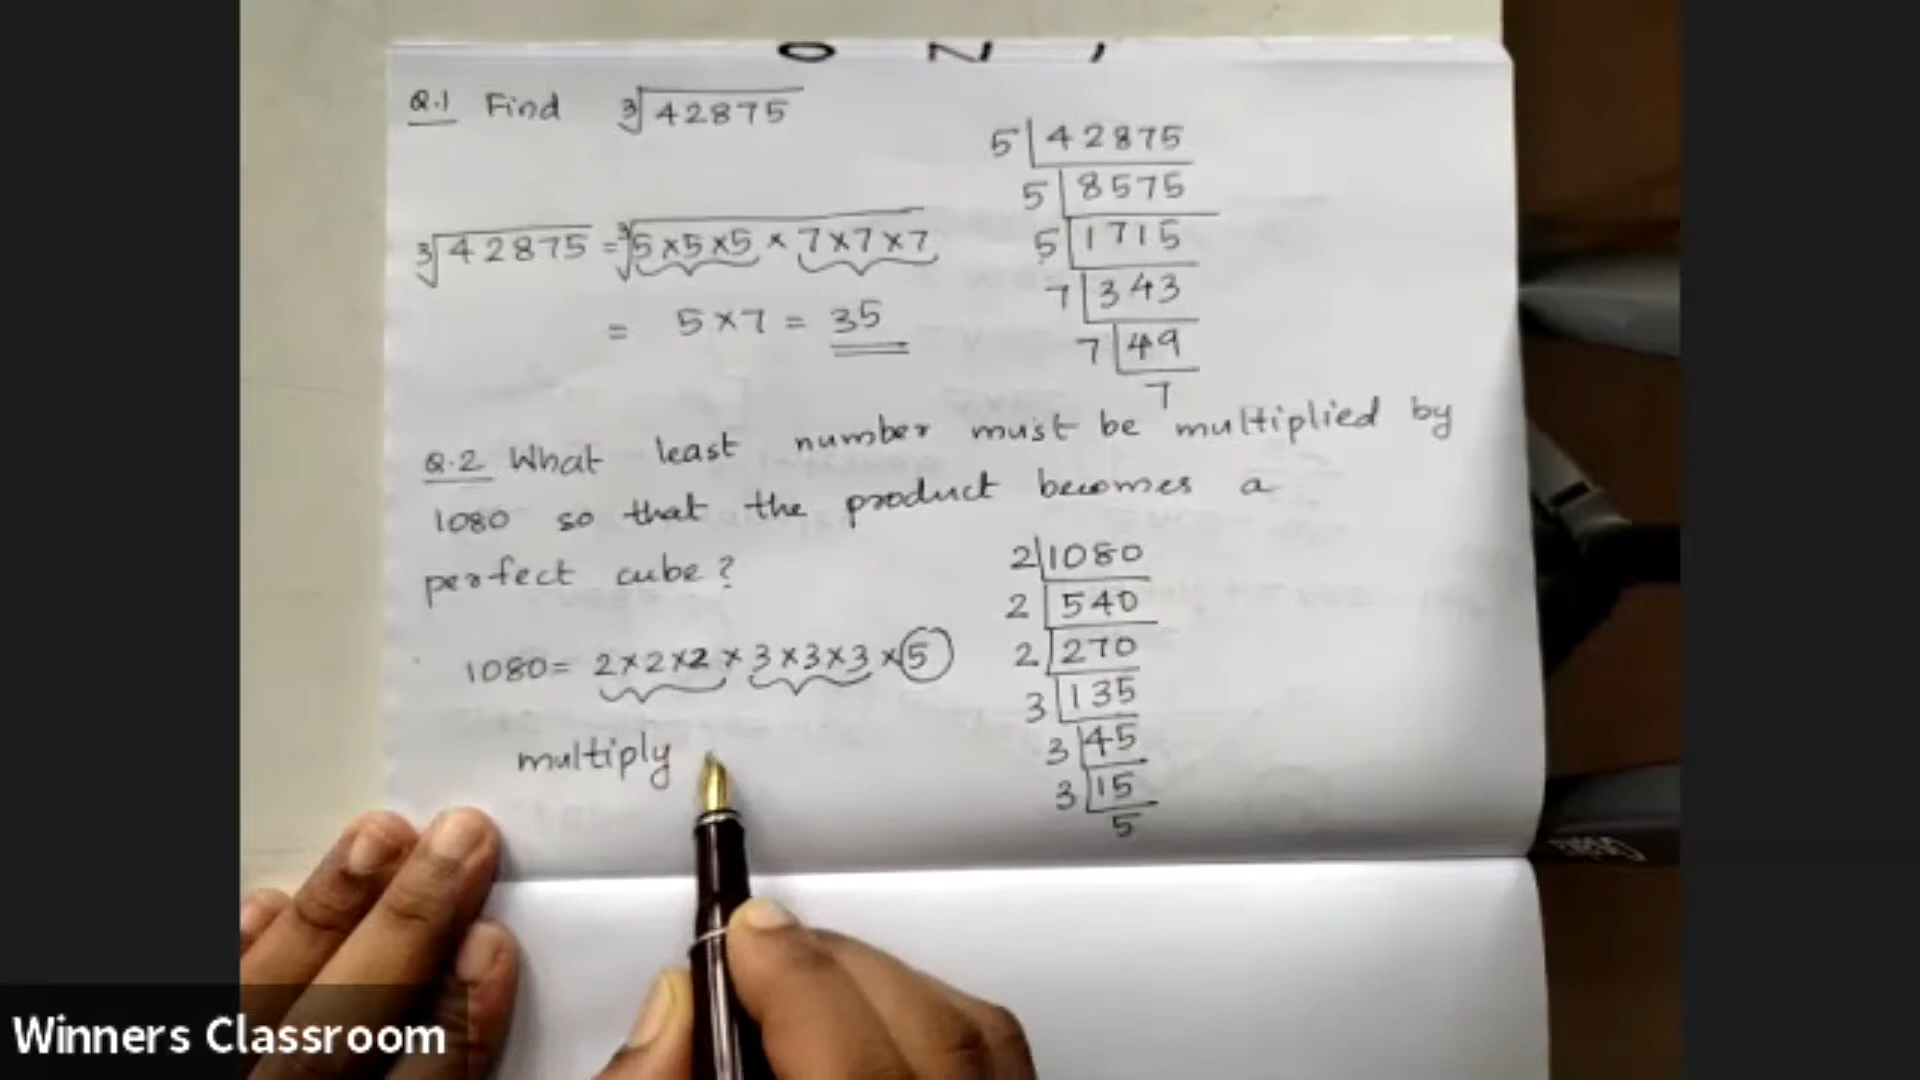 O N ,
Q.1 Find ∛42875
∛42875 = ∛5×5×5 × 7×7×7
= 5×7 = 35
5 | 42875
5 | 8575
5 | 1715
7 | 343
7 | 49
7
Q.2 What least number must be multiplied by
1080 so that the product becomes a
perfect cube?
1080= 2×2×2 × 3×3×3 × 5
multiply
2 | 1080
2 | 540
2 | 270
3 | 135
3 | 45
3 | 15
5
Winners Classroom